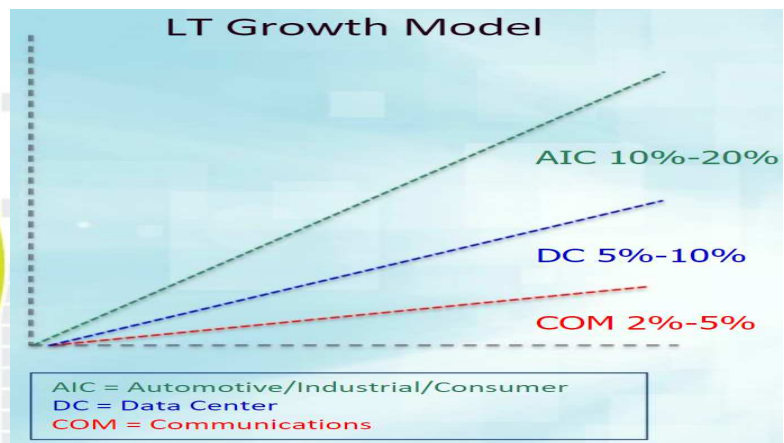 LT Growth Model
AIC 10%-20%
DC 5%-10%
COM 2%-5%
AIC = Automotive/Industrial/Consumer
DC = Data Center
COM = Communications